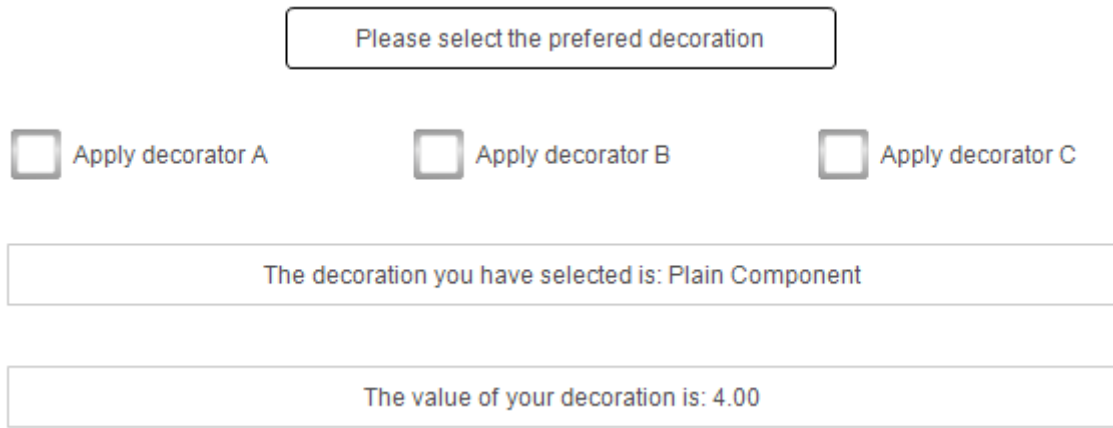 Please select the prefered decoration
Apply decorator A
Apply decorator B
Apply decorator C
The decoration you have selected is: Plain Component
The value of your decoration is: 4.00